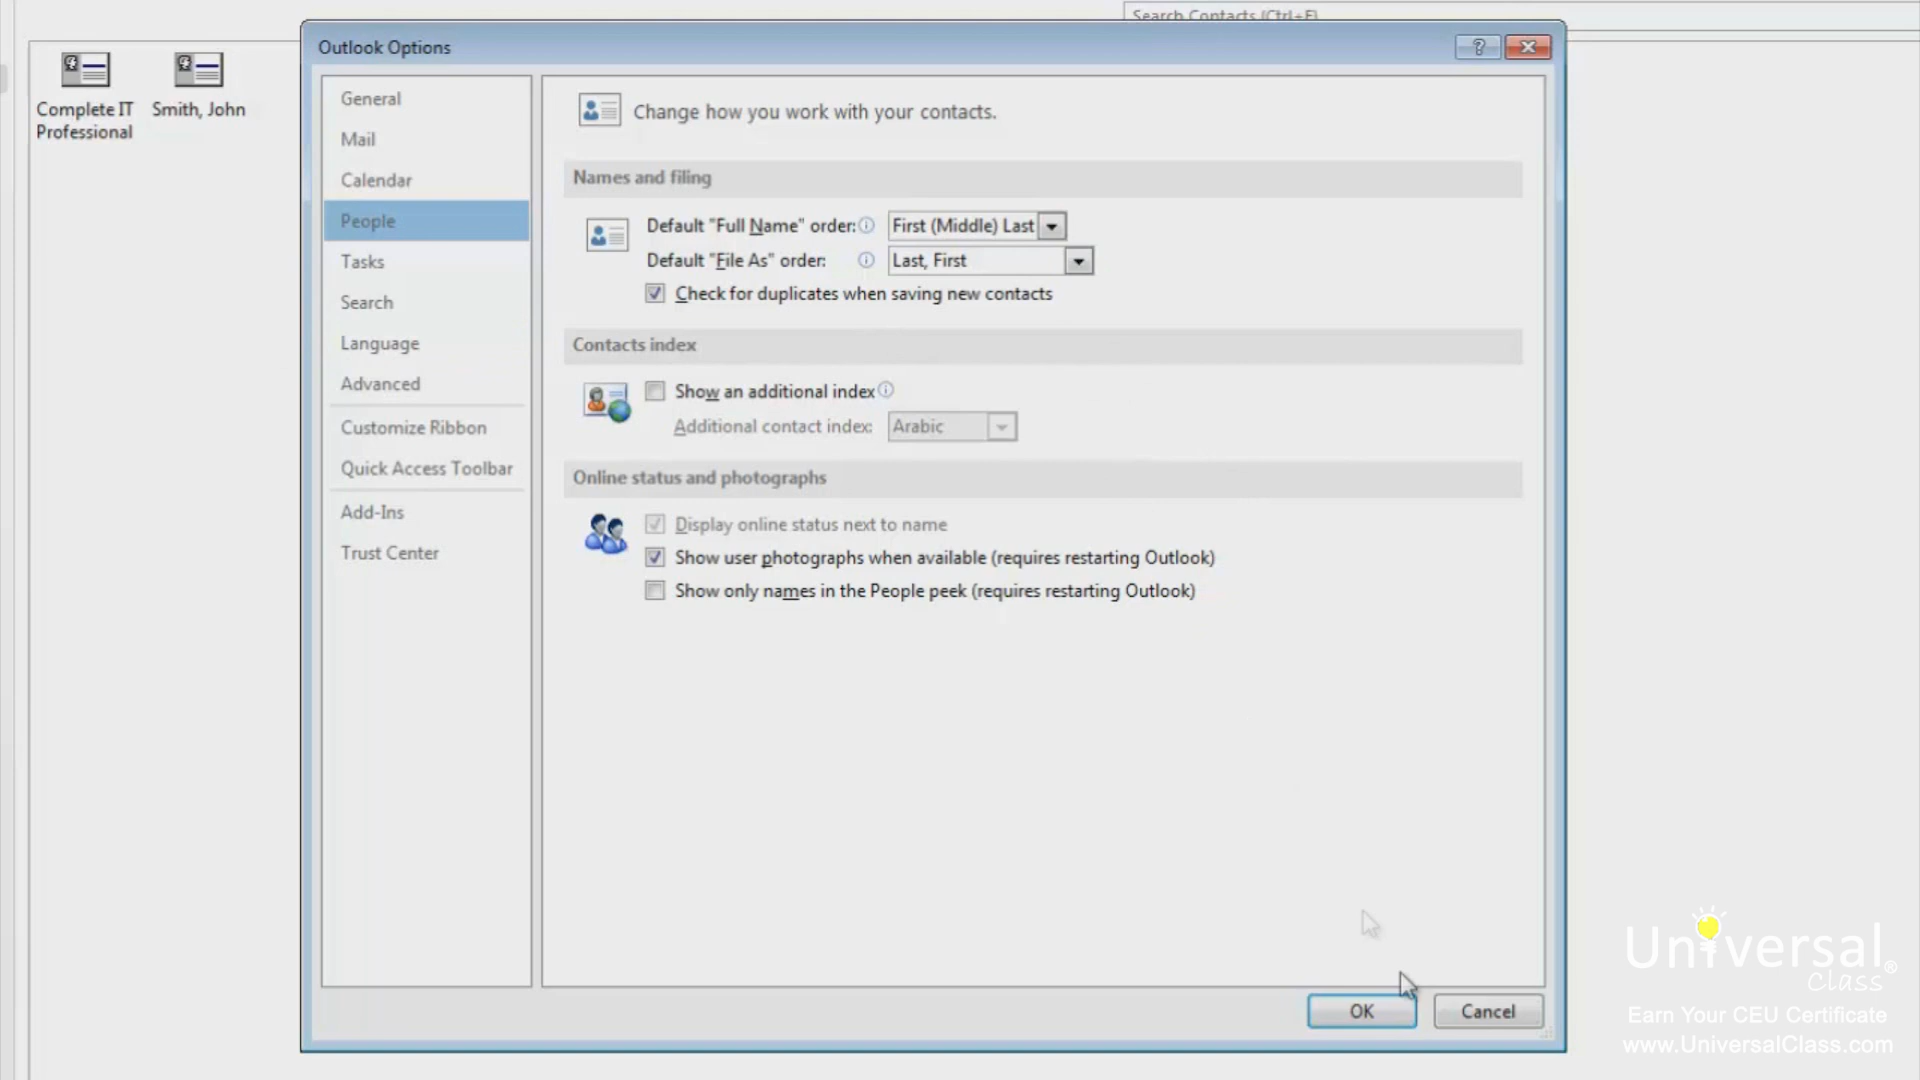 Search Contacts (Ctrl+E)
Outlook Options
Complete IT
Professional
Smith, John
General
Mail
Calendar
People
Tasks
Search
Language
Advanced
Customize Ribbon
Quick Access Toolbar
Add-Ins
Trust Center
Change how you work with your contacts.
Names and filing
Default "Full Name" order: First (Middle) Last
Default "File As" order: Last, First
Check for duplicates when saving new contacts
Contacts index
Show an additional index
Additional contact index: Arabic
Online status and photographs
Display online status next to name
Show user photographs when available (requires restarting Outlook)
Show only names in the People peek (requires restarting Outlook)
OK Cancel
Universal
Class®
Earn Your CEU Certificate
www.UniversalClass.com